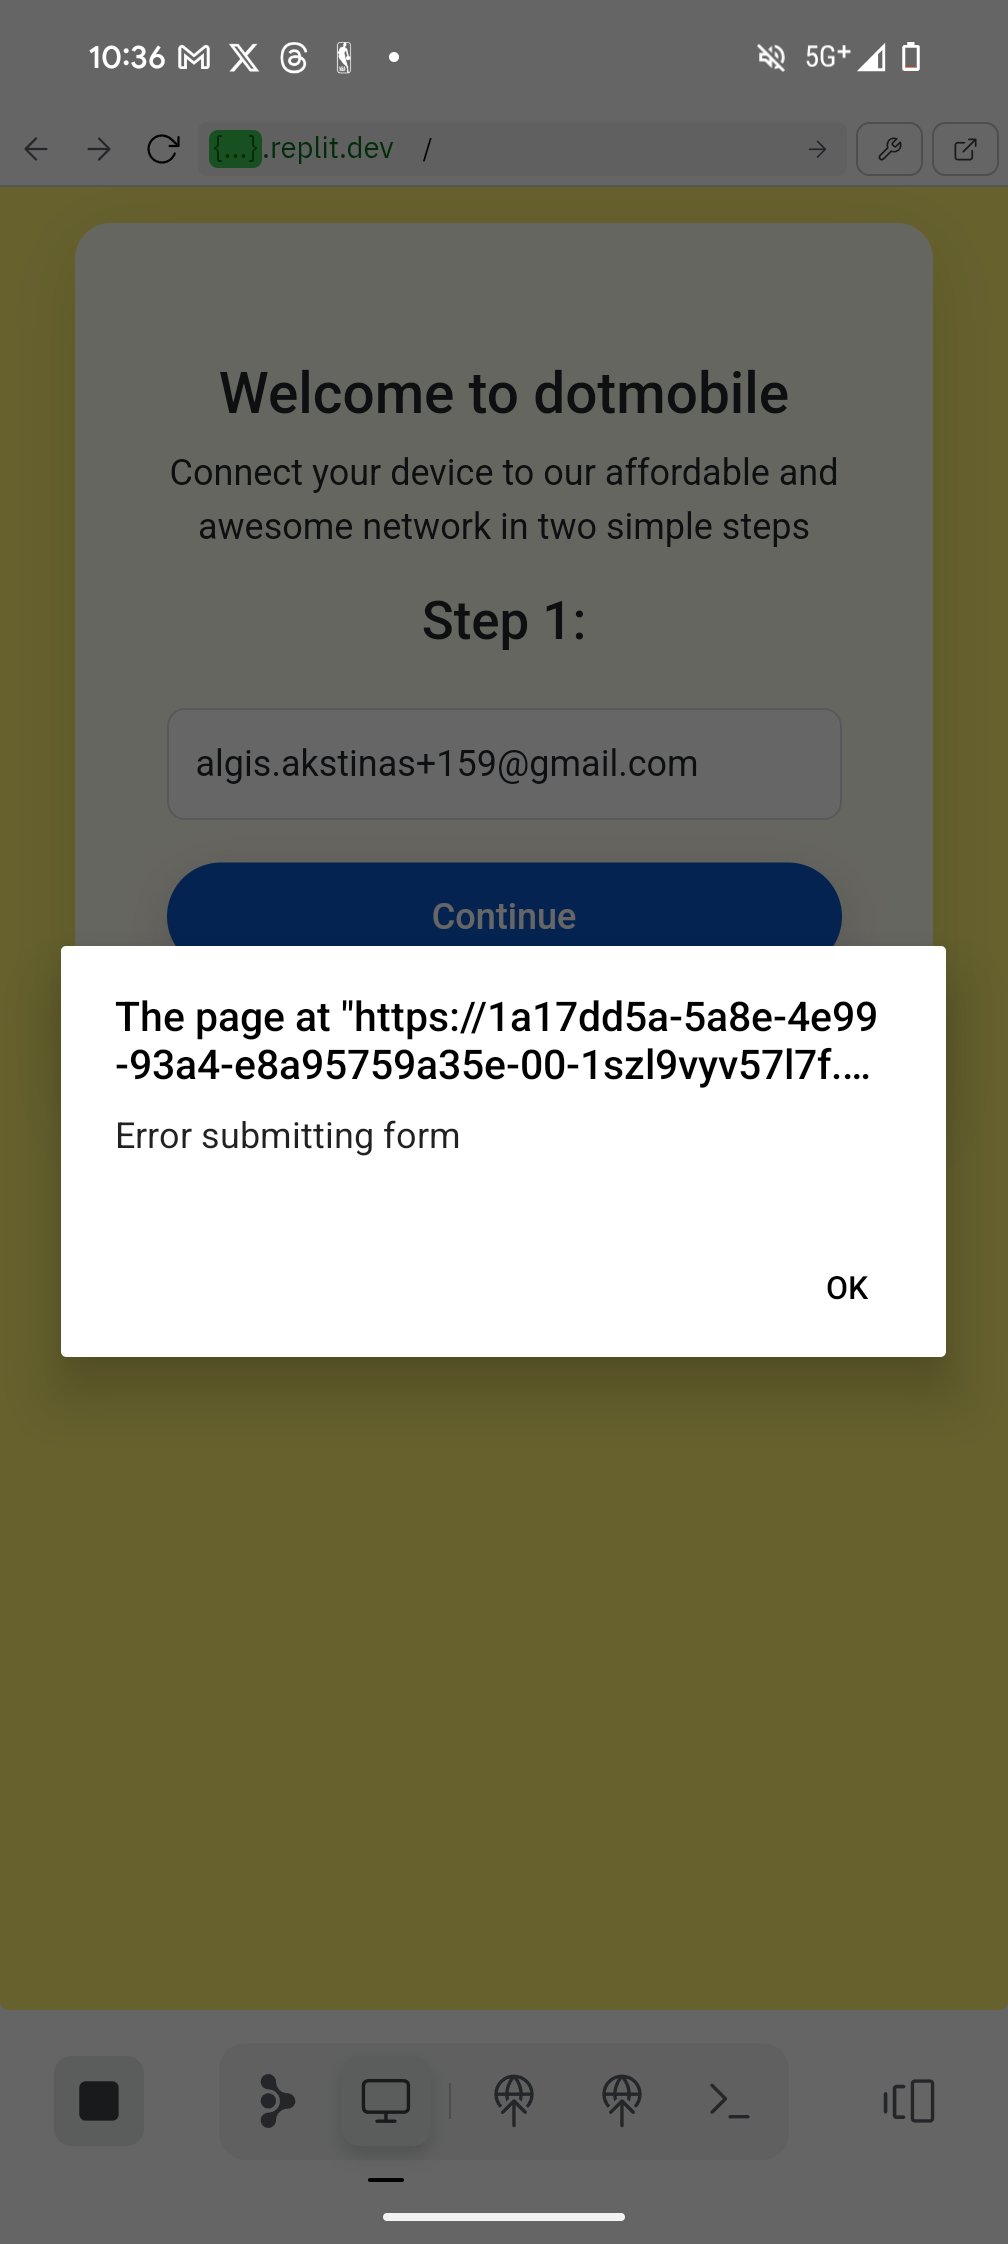 10:36
5G+
{...}.replit.dev /
Welcome to dotmobile
Connect your device to our affordable and
awesome network in two simple steps
Step 1:
algis.akstinas+159@gmail.com
Continue
The page at "https://1a17dd5a-5a8e-4e99
-93a4-e8a95759a35e-00-1szl9vyv57l7f....
Error submitting form
OK